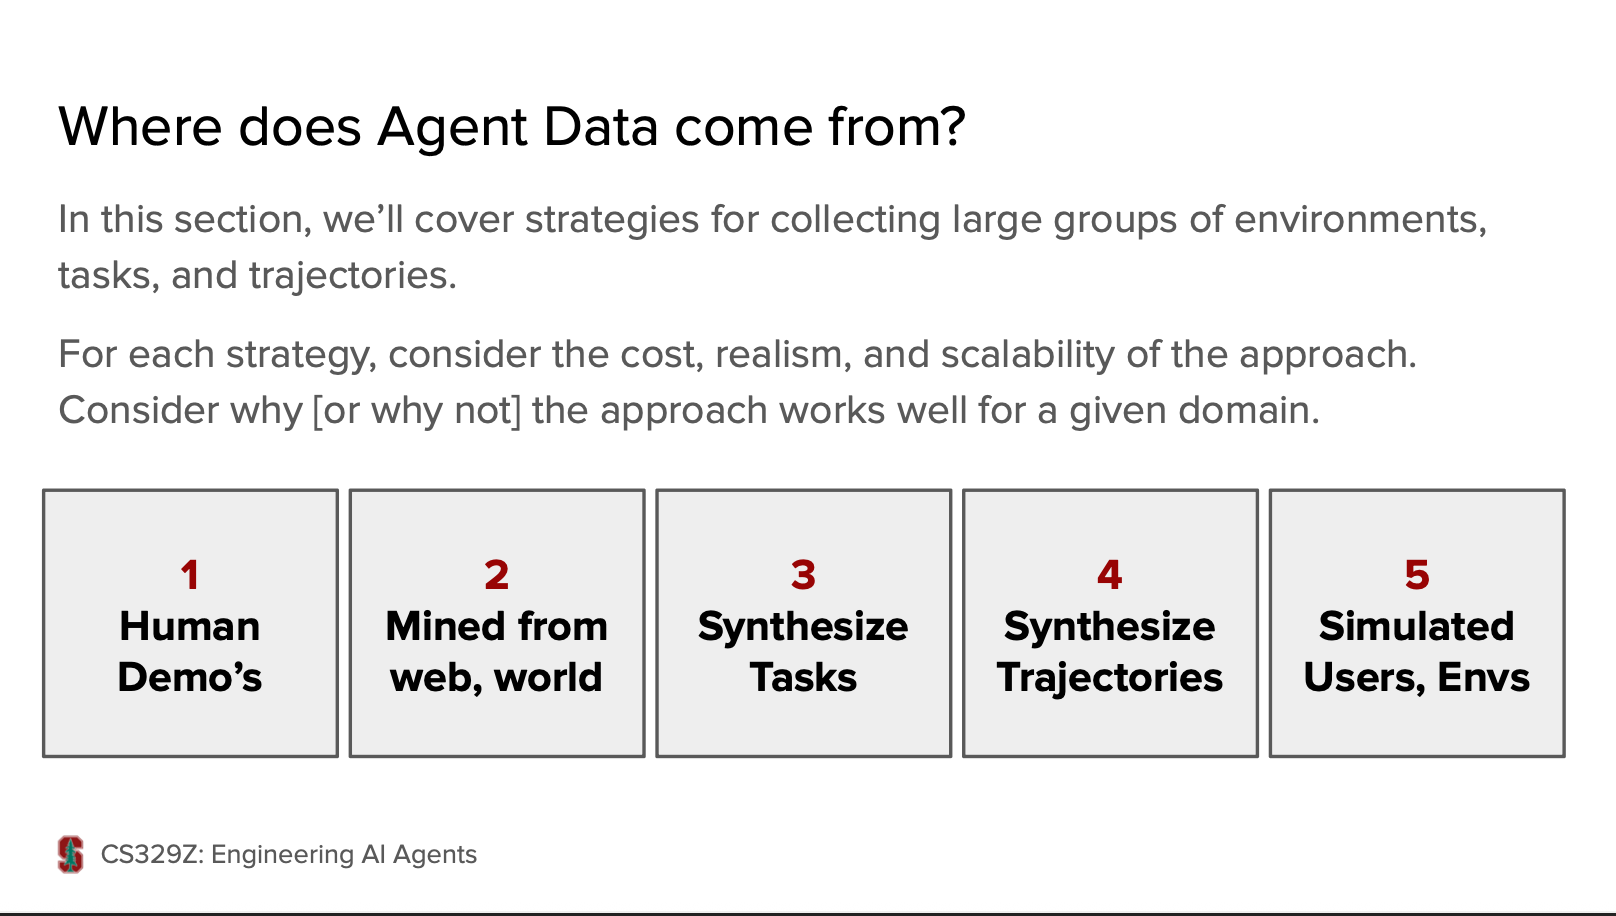 Where does Agent Data come from?
In this section, we’ll cover strategies for collecting large groups of environments,
tasks, and trajectories.
For each strategy, consider the cost, realism, and scalability of the approach.
Consider why [or why not] the approach works well for a given domain.
1
Human
Demo’s
2
Mined from
web, world
3
Synthesize
Tasks
4
Synthesize
Trajectories
5
Simulated
Users, Envs
CS329Z: Engineering AI Agents